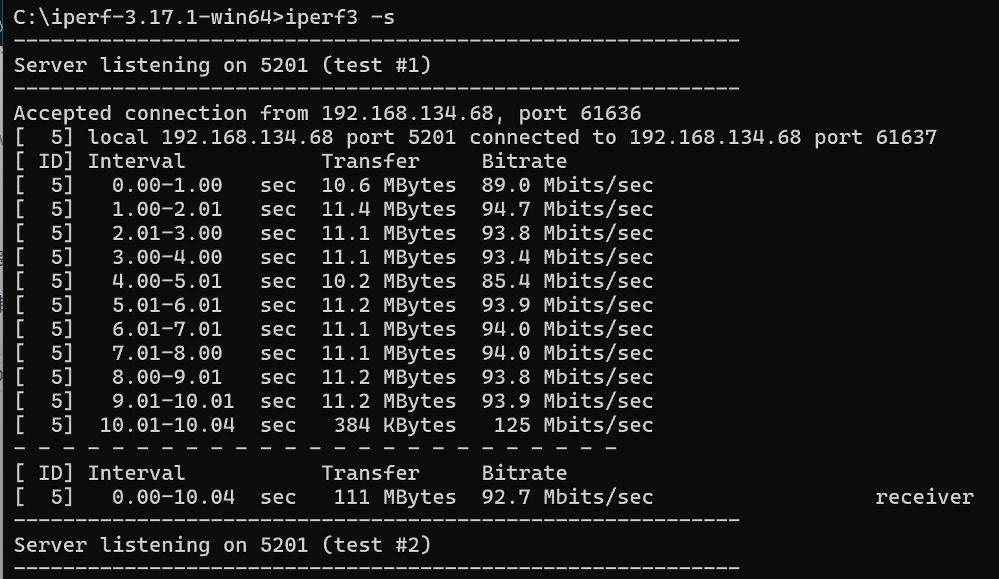 C:\iperf-3.17.1-win64>iperf3 -s
-----------------------------------------------------------
Server listening on 5201 (test #1)
-----------------------------------------------------------
Accepted connection from 192.168.134.68, port 61636
[  5] local 192.168.134.68 port 5201 connected to 192.168.134.68 port 61637
[ ID] Interval           Transfer     Bitrate
[  5]   0.00-1.00   sec  10.6 MBytes  89.0 Mbits/sec
[  5]   1.00-2.01   sec  11.4 MBytes  94.7 Mbits/sec
[  5]   2.01-3.00   sec  11.1 MBytes  93.8 Mbits/sec
[  5]   3.00-4.00   sec  11.1 MBytes  93.4 Mbits/sec
[  5]   4.00-5.01   sec  10.2 MBytes  85.4 Mbits/sec
[  5]   5.01-6.01   sec  11.2 MBytes  93.9 Mbits/sec
[  5]   6.01-7.01   sec  11.1 MBytes  94.0 Mbits/sec
[  5]   7.01-8.00   sec  11.1 MBytes  94.0 Mbits/sec
[  5]   8.00-9.01   sec  11.2 MBytes  93.8 Mbits/sec
[  5]   9.01-10.01  sec  11.2 MBytes  93.9 Mbits/sec
[  5]  10.01-10.04  sec   384 KBytes   125 Mbits/sec
- - - - - - - - - - - - - - - - - - - - - - - - -
[ ID] Interval           Transfer     Bitrate
[  5]   0.00-10.04  sec   111 MBytes  92.7 Mbits/sec                  receiver
-----------------------------------------------------------
Server listening on 5201 (test #2)
-----------------------------------------------------------